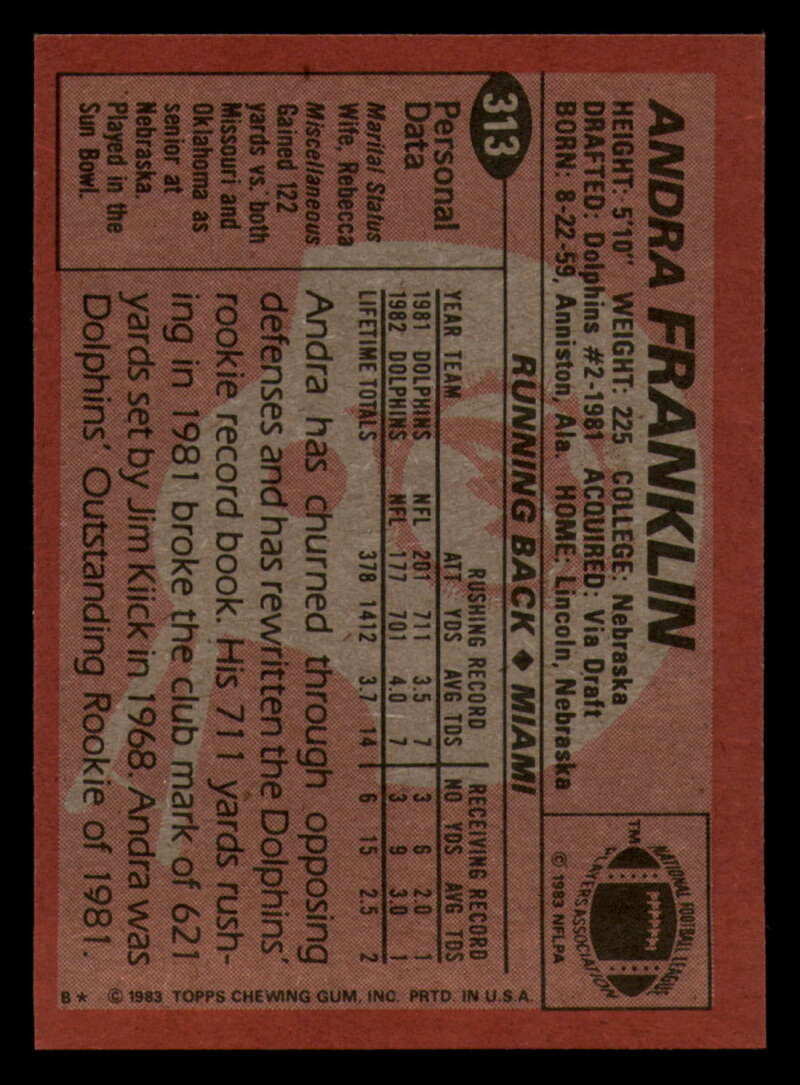 313
ANDRA FRANKLIN
HEIGHT: 5'10" WEIGHT: 225 COLLEGE: Nebraska
DRAFTED: Dolphins #2-1981 ACQUIRED: Via Draft
BORN: 8-22-59, Anniston, Ala. HOME: Lincoln, Nebraska
RUNNING BACK ◆ MIAMI
NATIONAL FOOTBALL LEAGUE
PLAYERS ASSOCIATION
TM
© 1983 NFLPA
Personal
Data
Marital Status
Wife, Rebecca
Miscellaneous
Gained 122
yards vs. both
Missouri and
Oklahoma as
senior at
Nebraska.
Played in the
Sun Bowl.
RUSHING RECORD RECEIVING RECORD
YEAR TEAM ATT YDS AVG TDS NO YDS AVG TDS
1981 DOLPHINS NFL 201 711 3.5 7 3 6 2.0 1
1982 DOLPHINS NFL 177 701 4.0 7 3 9 3.0 1
LIFETIME TOTALS 378 1412 3.7 14 6 15 2.5 2
Andra has churned through opposing
defenses and has rewritten the Dolphins'
rookie record book. His 711 yards rush-
ing in 1981 broke the club mark of 621
yards set by Jim Kiick in 1968. Andra was
Dolphins' Outstanding Rookie of 1981.
B★ © 1983 TOPPS CHEWING GUM, INC. PRTD. IN U.S.A.